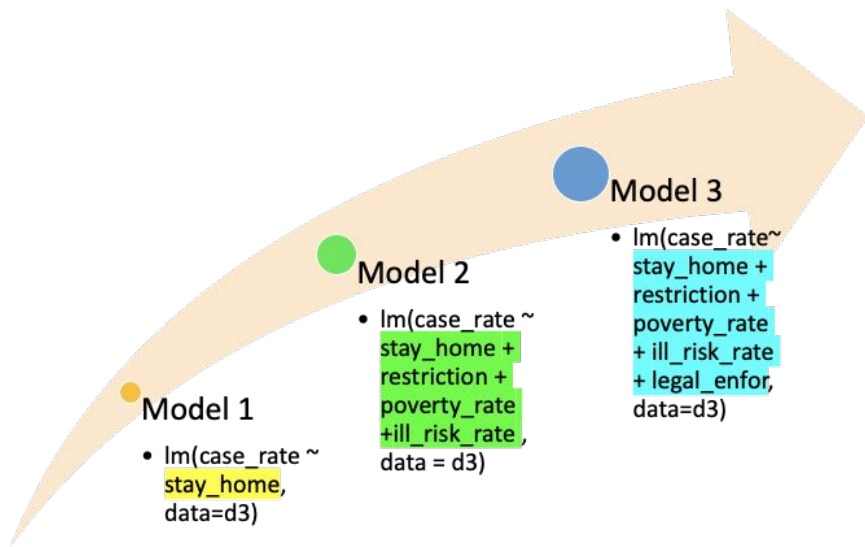 Model 1
• lm(case_rate ~
stay_home,
data=d3)
Model 2
• lm(case_rate ~
stay_home +
restriction +
poverty_rate
+ill_risk_rate ,
data = d3)
Model 3
• lm(case_rate~
stay_home +
restriction +
poverty_rate
+ ill_risk_rate
+ legal_enfor,
data=d3)